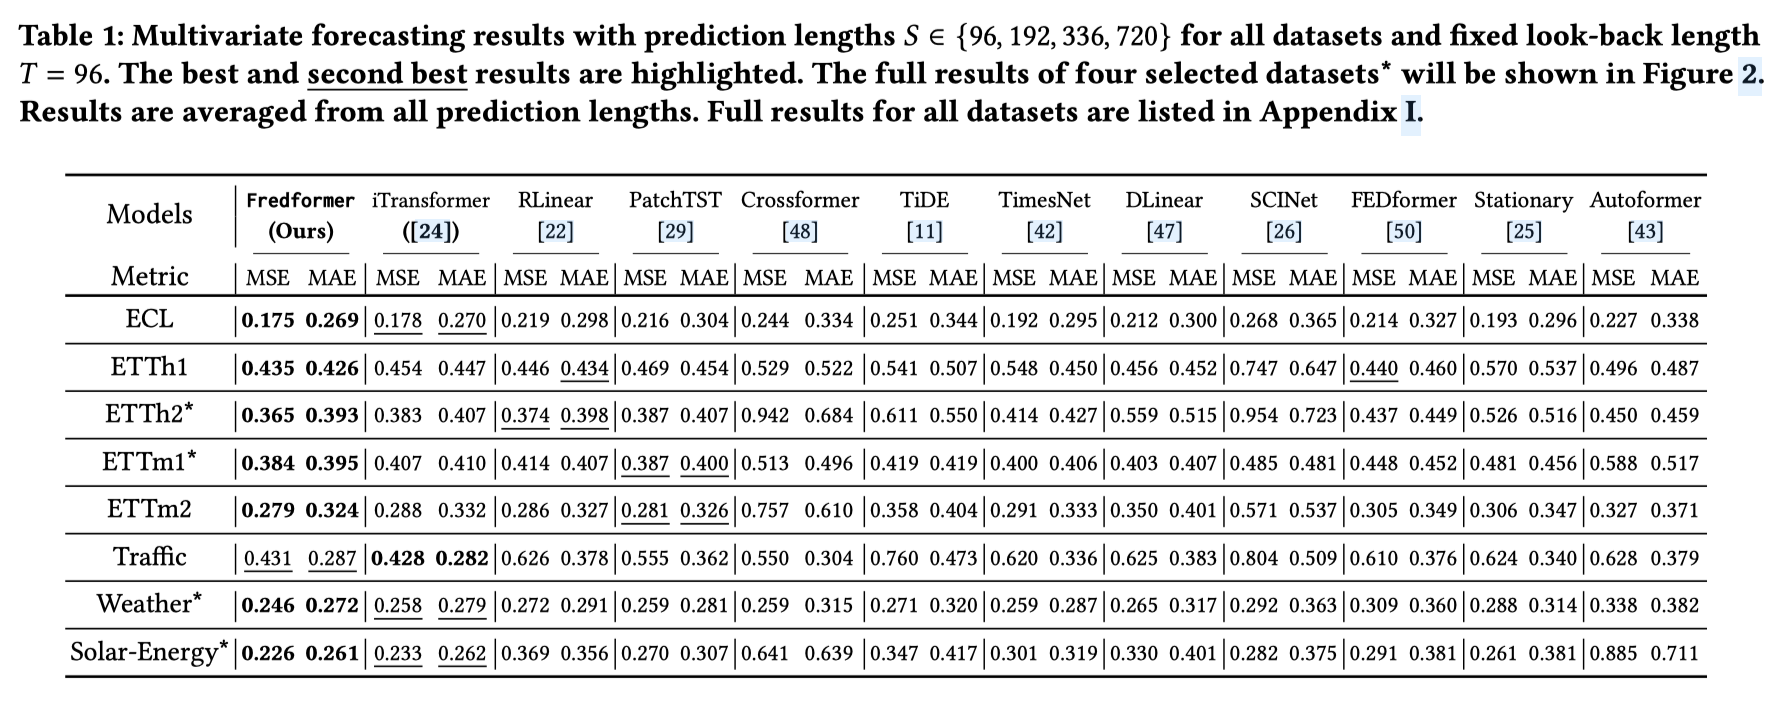 Table 1: Multivariate forecasting results with prediction lengths S ∈ {96, 192, 336, 720} for all datasets and fixed look-back length
T = 96. The best and second best results are highlighted. The full results of four selected datasets* will be shown in Figure 2.
Results are averaged from all prediction lengths. Full results for all datasets are listed in Appendix I.
Models Fredformer iTransformer RLinear PatchTST Crossformer TiDE TimesNet DLinear SCINet FEDformer Stationary Autoformer
(Ours) ([24]) [22] [29] [48] [11] [42] [47] [26] [50] [25] [43]
Metric MSE MAE MSE MAE MSE MAE MSE MAE MSE MAE MSE MAE MSE MAE MSE MAE MSE MAE MSE MAE MSE MAE MSE MAE
ECL 0.175 0.269 0.178 0.270 0.219 0.298 0.216 0.304 0.244 0.334 0.251 0.344 0.192 0.295 0.212 0.300 0.268 0.365 0.214 0.327 0.193 0.296 0.227 0.338
ETTh1 0.435 0.426 0.454 0.447 0.446 0.434 0.469 0.454 0.529 0.522 0.541 0.507 0.548 0.450 0.456 0.452 0.747 0.647 0.440 0.460 0.570 0.537 0.496 0.487
ETTh2* 0.365 0.393 0.383 0.407 0.374 0.398 0.387 0.407 0.942 0.684 0.611 0.550 0.414 0.427 0.559 0.515 0.954 0.723 0.437 0.449 0.526 0.516 0.450 0.459
ETTm1* 0.384 0.395 0.407 0.410 0.414 0.407 0.387 0.400 0.513 0.496 0.419 0.419 0.400 0.406 0.403 0.407 0.485 0.481 0.448 0.452 0.481 0.456 0.588 0.517
ETTm2 0.279 0.324 0.288 0.332 0.286 0.327 0.281 0.326 0.757 0.610 0.358 0.404 0.291 0.333 0.350 0.401 0.571 0.537 0.305 0.349 0.306 0.347 0.327 0.371
Traffic 0.431 0.287 0.428 0.282 0.626 0.378 0.555 0.362 0.550 0.304 0.760 0.473 0.620 0.336 0.625 0.383 0.804 0.509 0.610 0.376 0.624 0.340 0.628 0.379
Weather* 0.246 0.272 0.258 0.279 0.272 0.291 0.259 0.281 0.259 0.315 0.271 0.320 0.259 0.287 0.265 0.317 0.292 0.363 0.309 0.360 0.288 0.314 0.338 0.382
Solar-Energy* 0.226 0.261 0.233 0.262 0.369 0.356 0.270 0.307 0.641 0.639 0.347 0.417 0.301 0.319 0.330 0.401 0.282 0.375 0.291 0.381 0.261 0.381 0.885 0.711